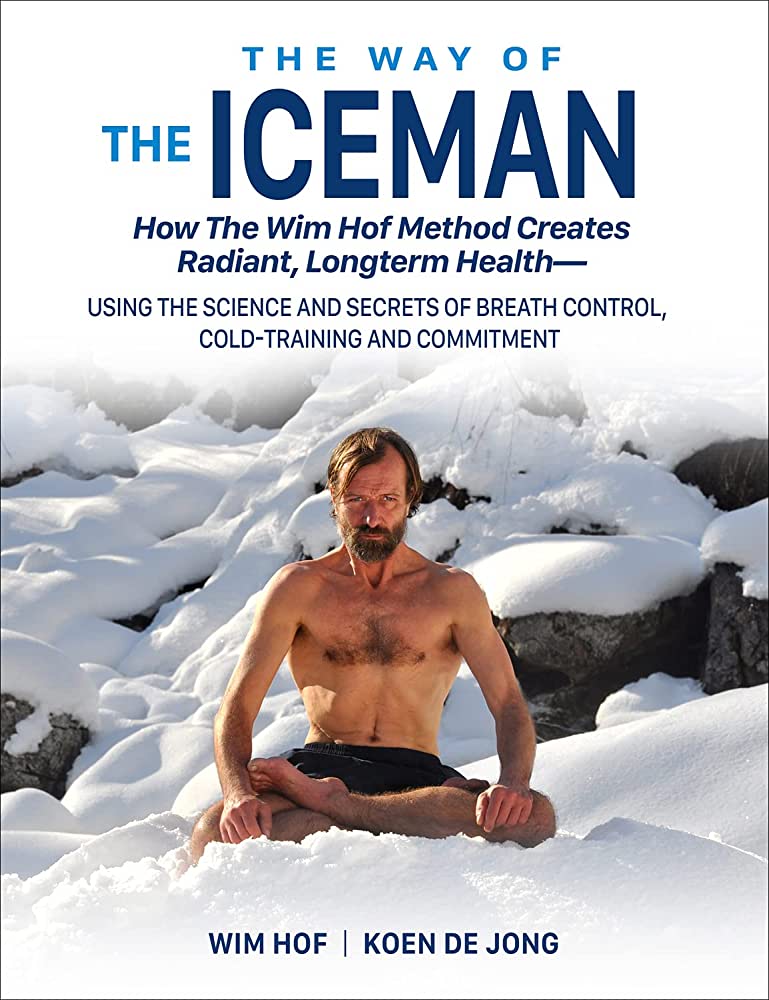 THE WAY OF
THE ICEMAN
How The Wim Hof Method Creates
Radiant, Longterm Health—
USING THE SCIENCE AND SECRETS OF BREATH CONTROL,
COLD-TRAINING AND COMMITMENT
WIM HOF | KOEN DE JONG